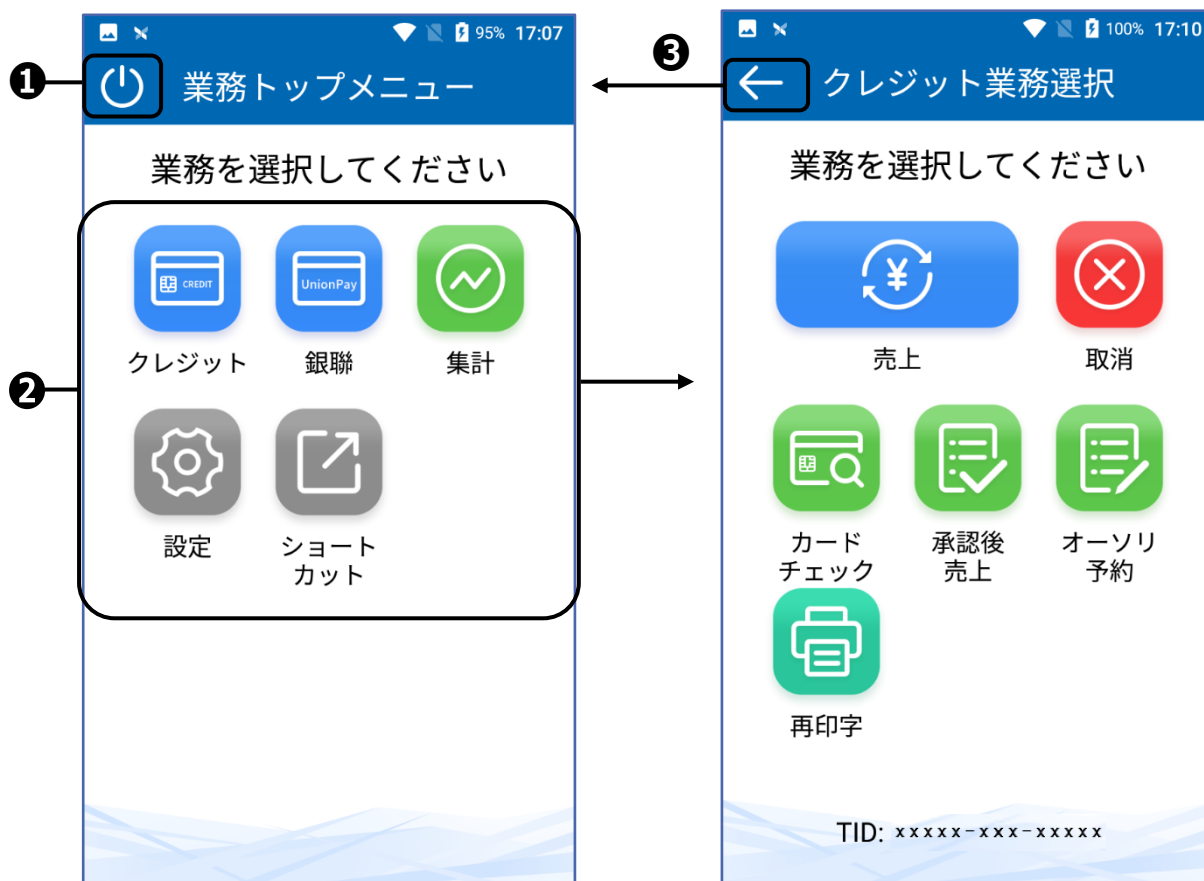 95% 17:07
❶
業務トップメニュー
業務を選択してください
❷
CREDIT
UnionPay
クレジット
銀聯
集計
設定
ショート
カット
❸
100% 17:10
クレジット業務選択
業務を選択してください
¥
売上
取消
カード
チェック
承認後
売上
オーソリ
予約
再印字
TID: xxxxx-xxx-xxxxx